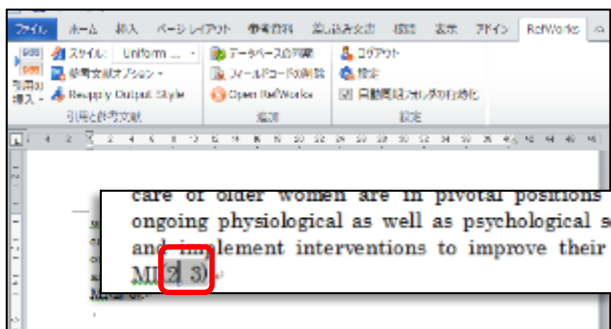 ファイル ホーム 挿入 ページ レイアウト 参考資料 差し込み文書 校閲 表示 アドイン RefWorks
スタイル: Uniform ... データベースの同期 ログアウト
参考文献オプション フィールドコードの削除 設定
引用の挿入 Reapply Output Style Open RefWorks 自動同期フォルダの有効化
引用と参考文献 追加 設定
care of older women are in pivotal positions
ongoing physiological as well as psychological s
and implement interventions to improve their
MI(2 3)